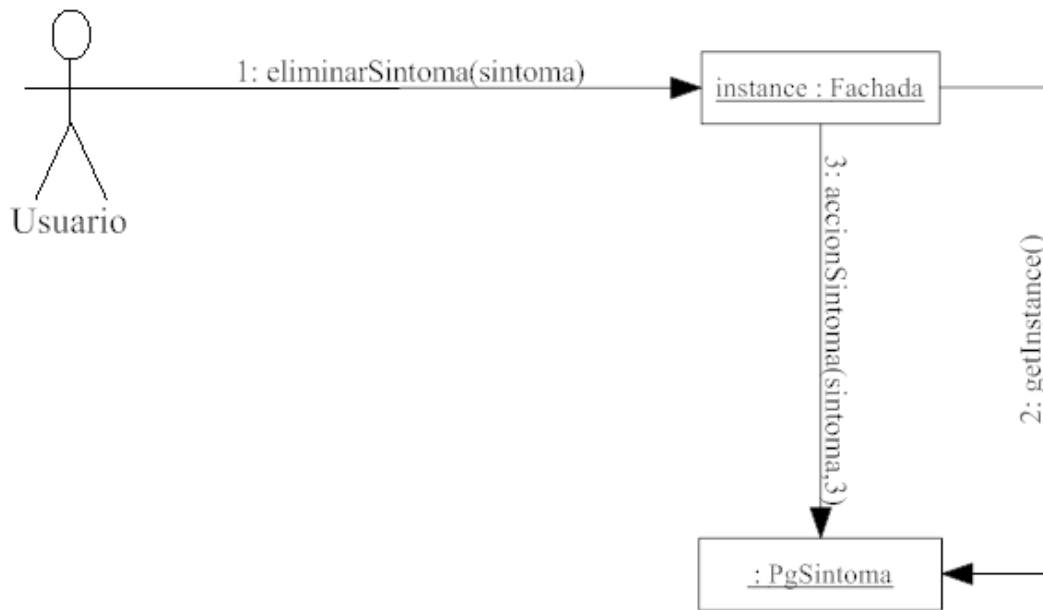 1: eliminarSintoma(sintoma)
instance : Fachada
Usuario
3: accionSintoma(sintoma,3)
2: getInstance()
: PgSintoma